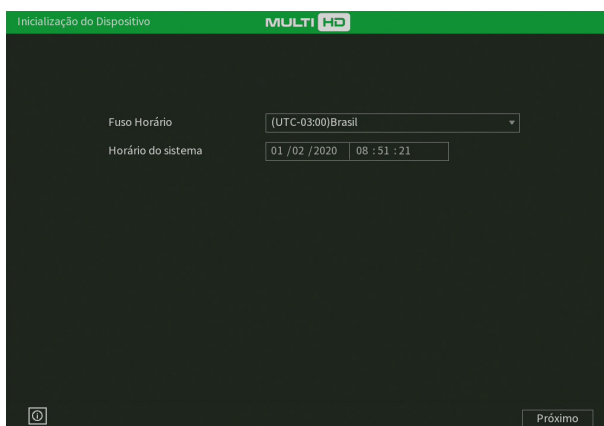 Inicialização do Dispositivo MULTI HD
Fuso Horário (UTC-03:00)Brasil
Horário do sistema 01 /02 /2020 08 : 51 : 21
Próximo